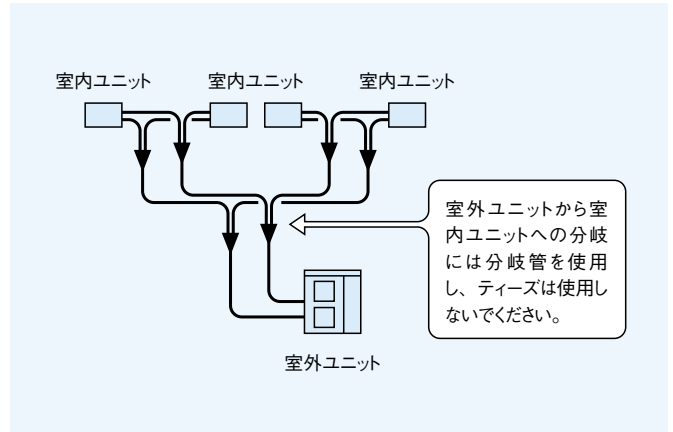 室内ユニット 室内ユニット 室内ユニット
室外ユニットから室
内ユニットへの分岐
には分岐管を使用
し、ティーズは使用し
ないでください。
室外ユニット